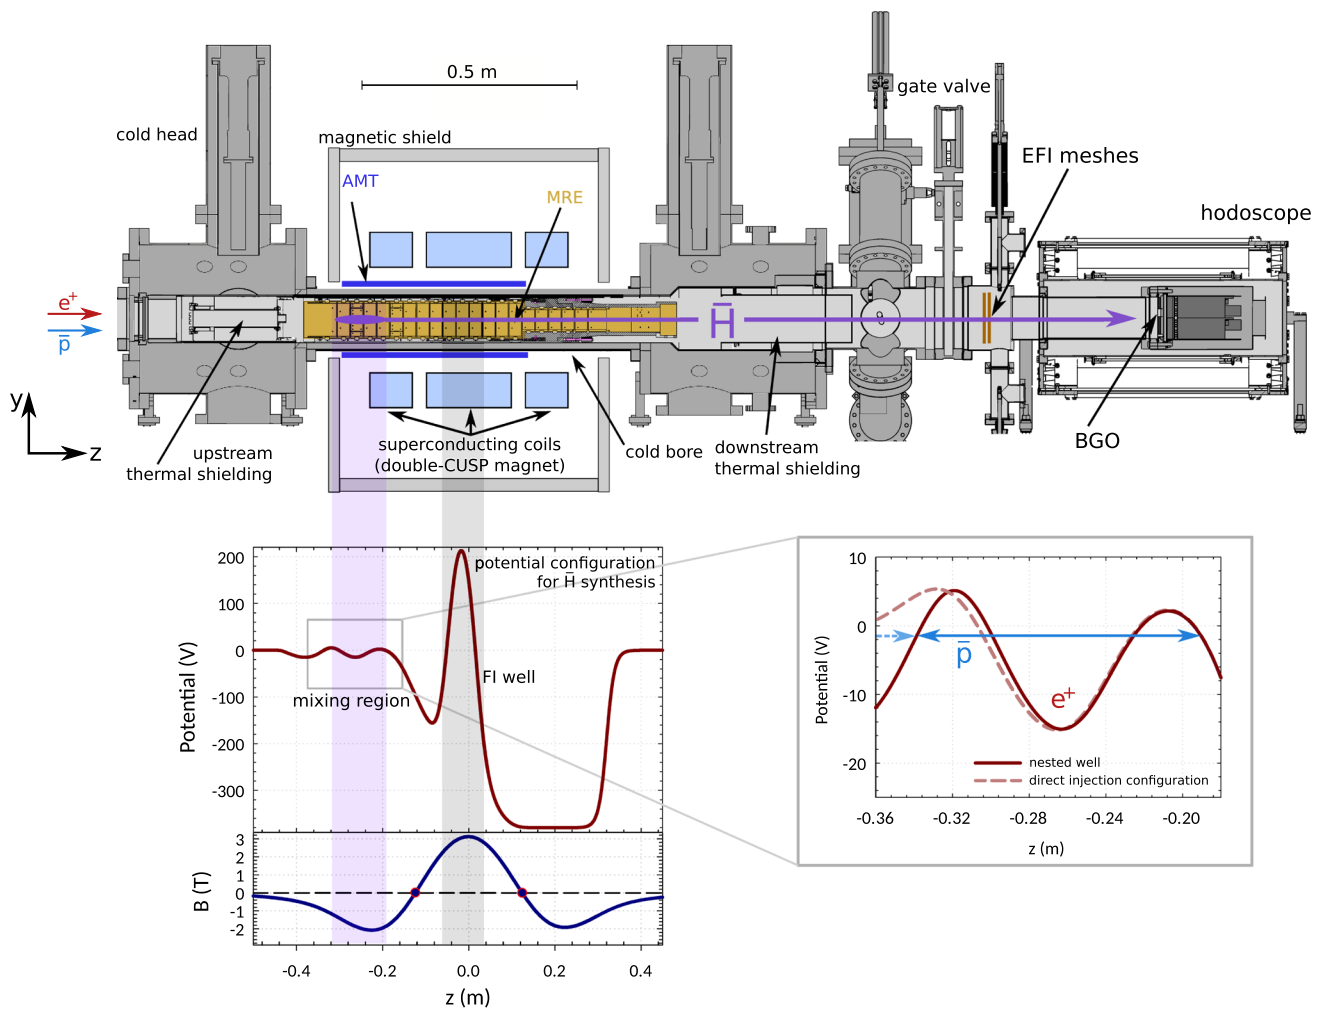 0.5 m
gate valve
cold head
magnetic shield
EFI meshes
AMT
MRE
hodoscope
e⁺
p̄
H̄
y
z
BGO
superconducting coils
(double-CUSP magnet)
cold bore
downstream
thermal shielding
upstream
thermal shielding
potential configuration
for H̄ synthesis
200
100
0
-100
-200
-300
Potential (V)
FI well
mixing region
3
2
1
0
-1
-2
B (T)
-0.4 -0.2 0.0 0.2 0.4
z (m)
10
0
-10
-20
Potential (V)
p̄
e⁺
nested well
direct injection configuration
-0.36 -0.32 -0.28 -0.24 -0.20
z (m)